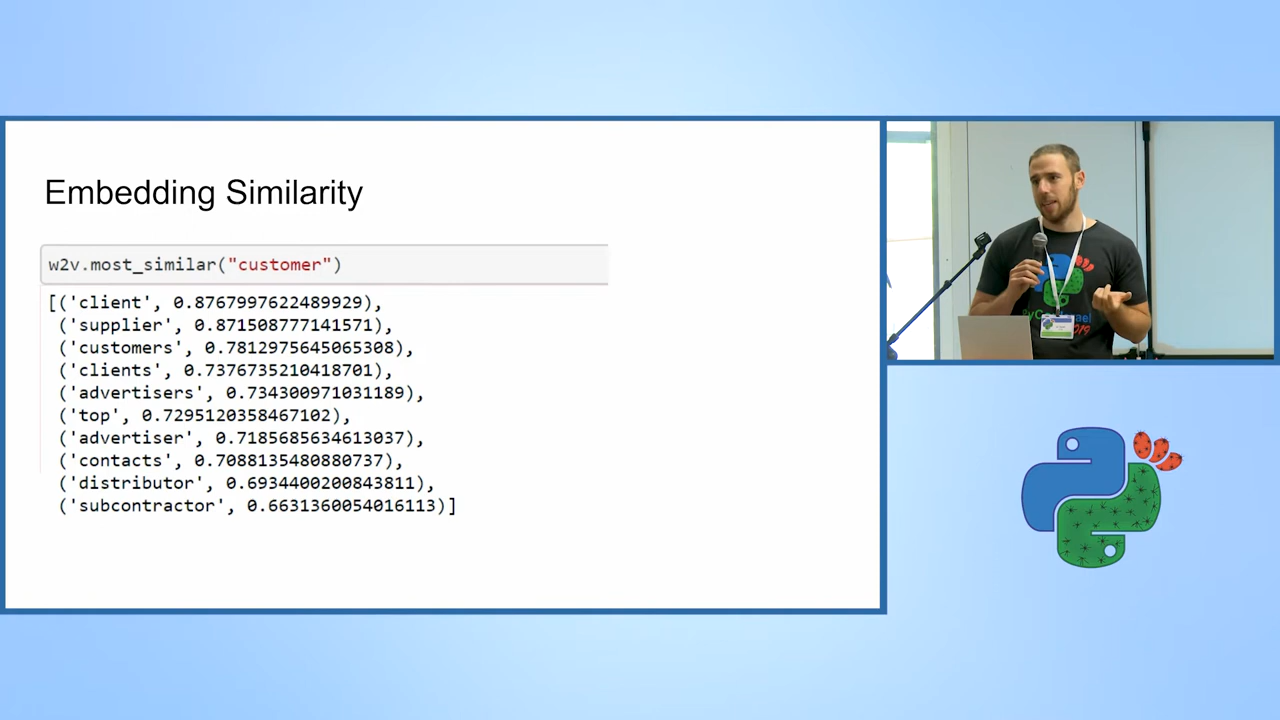 Embedding Similarity
w2v.most_similar("customer")
[('client', 0.8767997622489929),
('supplier', 0.871508777141571),
('customers', 0.7812975645065308),
('clients', 0.7376735210418701),
('advertisers', 0.734300971031189),
('top', 0.7295120358467102),
('advertiser', 0.7185685634613037),
('contacts', 0.7088135480880737),
('distributor', 0.6934400200843811),
('subcontractor', 0.6631360054016113)]